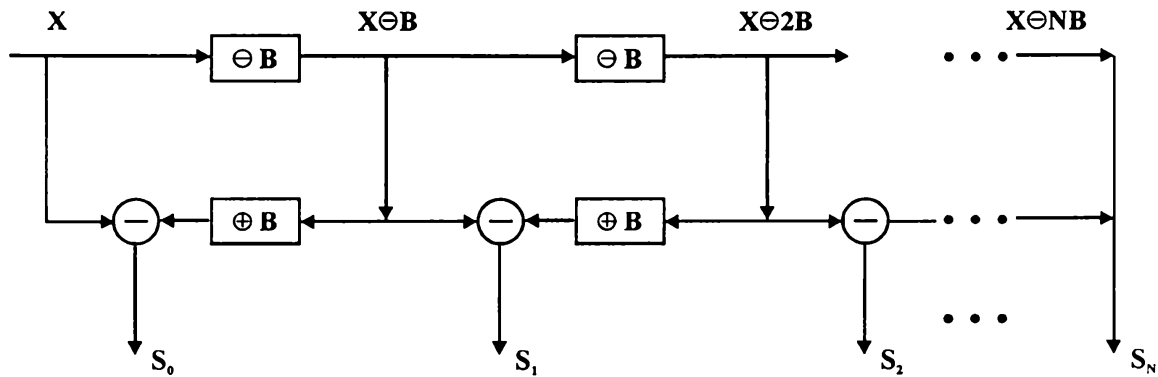 X X⊖B X⊖2B X⊖NB
⊖ B ⊖ B • • •
− ⊕ B − ⊕ B − • • •
• • •
S₀ S₁ S₂ S_N